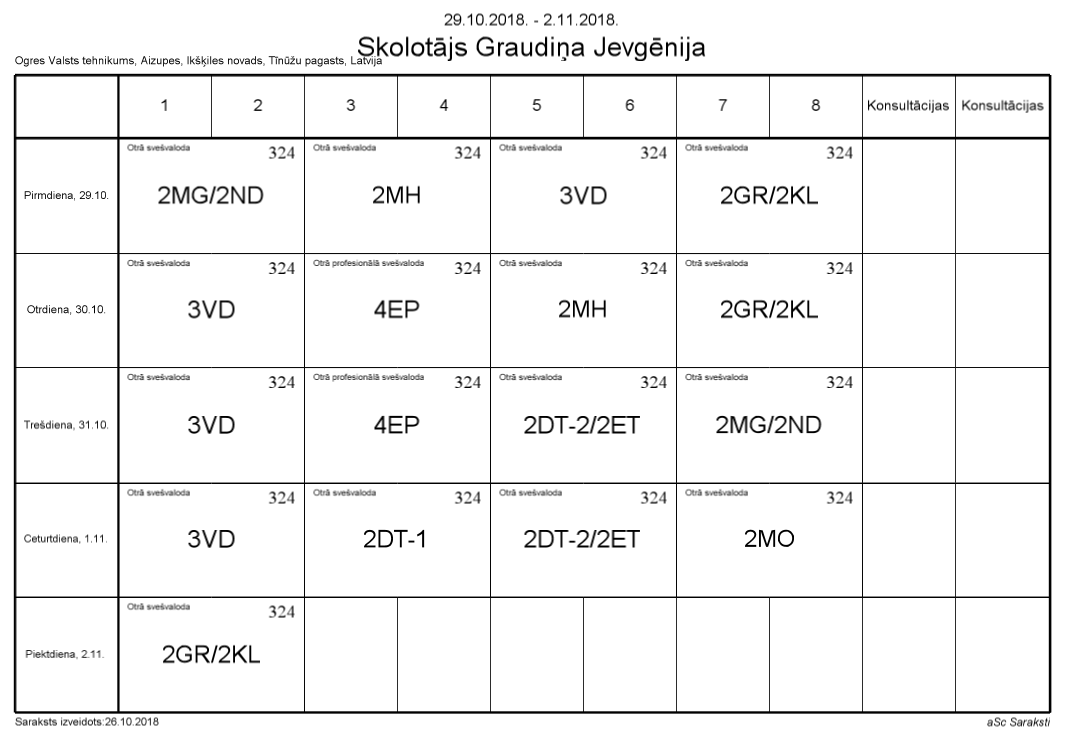 29.10.2018. - 2.11.2018.
Skolotājs Graudiņa Jevgēnija
Ogres Valsts tehnikums, Aizupes, Ikšķiles novads, Tīnūžu pagasts, Latvija
1 2 3 4 5 6 7 8 Konsultācijas Konsultācijas
Otrā svešvaloda 324 Otrā svešvaloda 324 Otrā svešvaloda 324 Otrā svešvaloda 324
Pirmdiena, 29.10. 2MG/2ND 2MH 3VD 2GR/2KL
Otrā svešvaloda 324 Otrā profesionālā svešvaloda 324 Otrā svešvaloda 324 Otrā svešvaloda 324
Otrdiena, 30.10. 3VD 4EP 2MH 2GR/2KL
Otrā svešvaloda 324 Otrā profesionālā svešvaloda 324 Otrā svešvaloda 324 Otrā svešvaloda 324
Trešdiena, 31.10. 3VD 4EP 2DT-2/2ET 2MG/2ND
Otrā svešvaloda 324 Otrā svešvaloda 324 Otrā svešvaloda 324 Otrā svešvaloda 324
Ceturtdiena, 1.11. 3VD 2DT-1 2DT-2/2ET 2MO
Otrā svešvaloda 324
Piektdiena, 2.11. 2GR/2KL
Saraksts izveidots:26.10.2018 aSc Saraksti